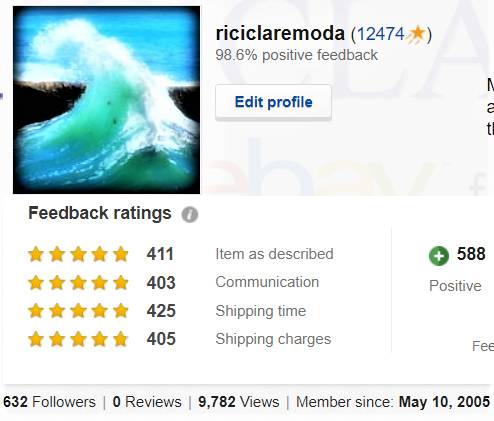 riciclaremoda (12474)
98.6% positive feedback
Edit profile
Feedback ratings
411 Item as described
403 Communication
425 Shipping time
405 Shipping charges
588
Positive
Fee
632 Followers | 0 Reviews | 9,782 Views | Member since: May 10, 2005